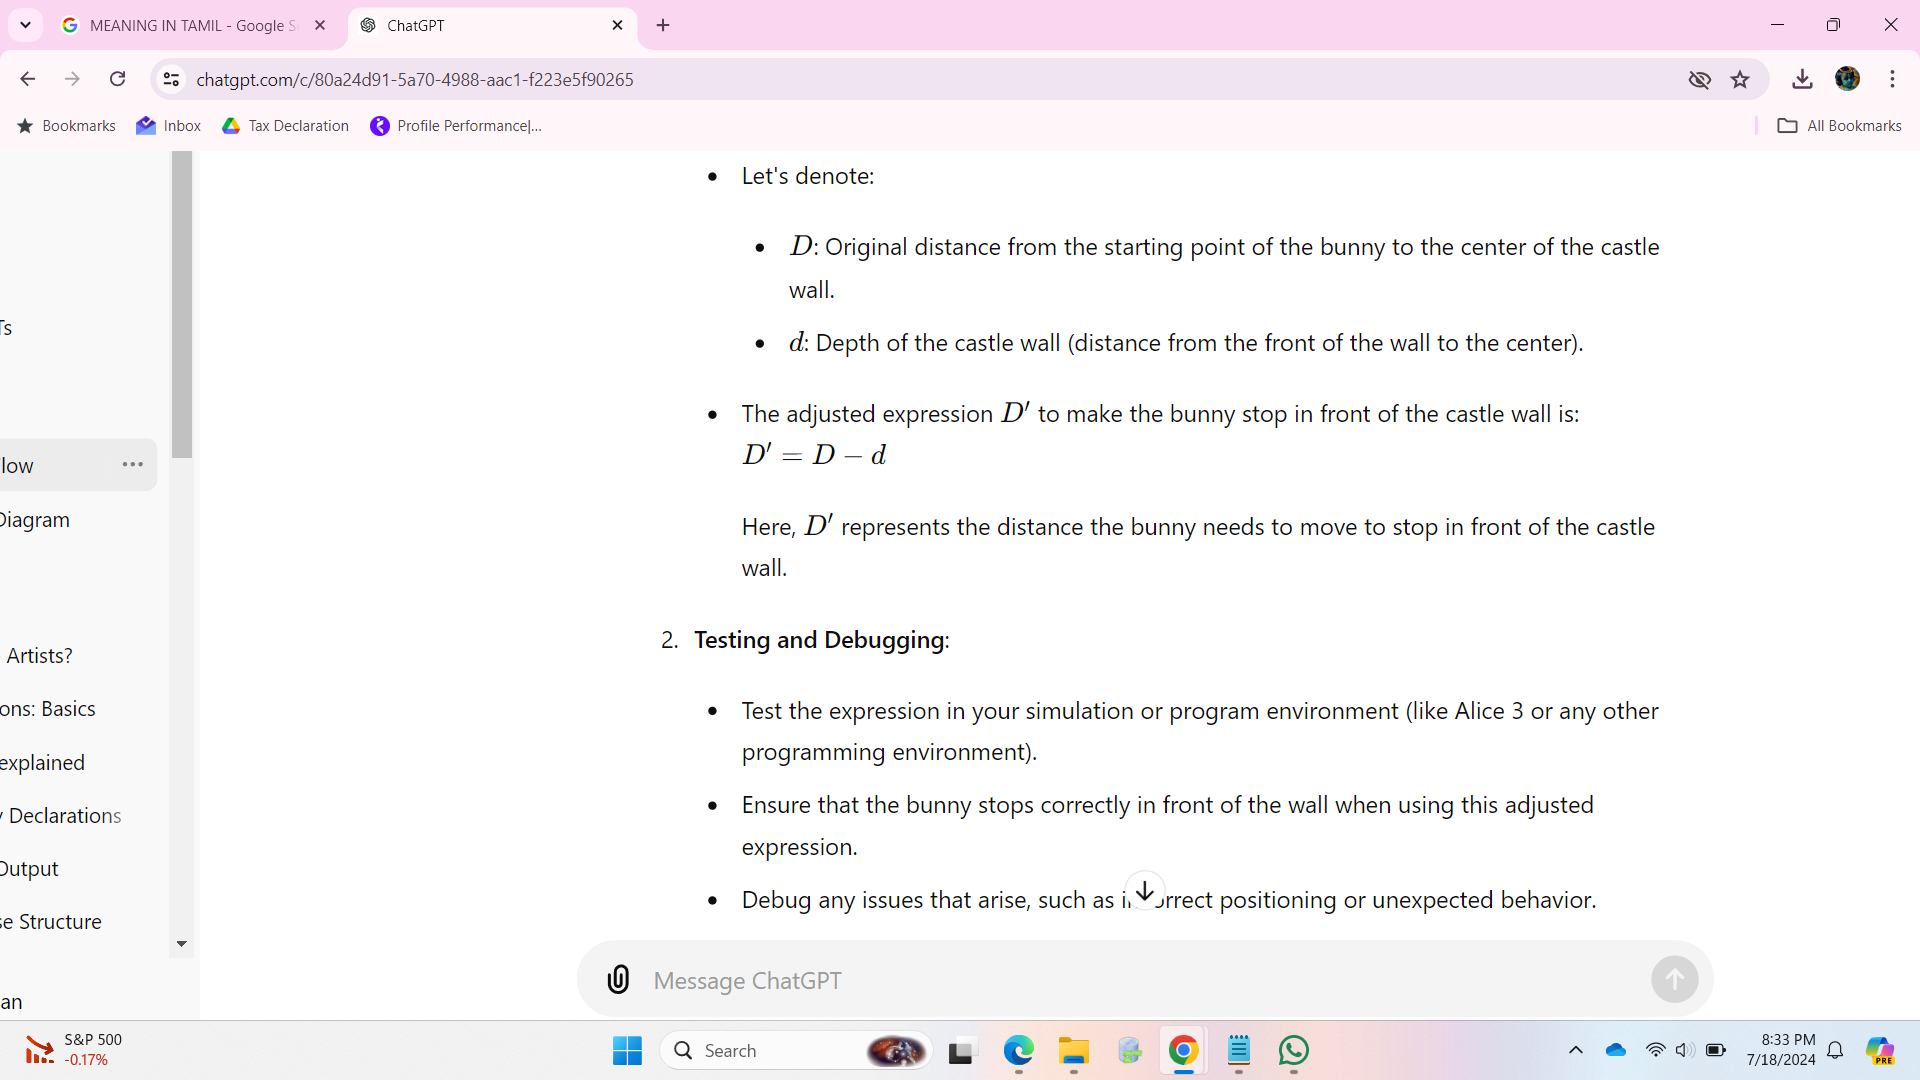 MEANING IN TAMIL - Google S
ChatGPT
chatgpt.com/c/80a24d91-5a70-4988-aac1-f223e5f90265
Bookmarks
Inbox
Tax Declaration
Profile Performance|...
All Bookmarks
Ts
low
Diagram
Artists?
ons: Basics
explained
y Declarations
Output
se Structure
an
• Let's denote:
• D: Original distance from the starting point of the bunny to the center of the castle
wall.
• d: Depth of the castle wall (distance from the front of the wall to the center).
• The adjusted expression D′ to make the bunny stop in front of the castle wall is:
D′ = D − d
Here, D′ represents the distance the bunny needs to move to stop in front of the castle
wall.
2. Testing and Debugging:
• Test the expression in your simulation or program environment (like Alice 3 or any other
programming environment).
• Ensure that the bunny stops correctly in front of the wall when using this adjusted
expression.
• Debug any issues that arise, such as incorrect positioning or unexpected behavior.
Message ChatGPT
S&P 500
-0.17%
Search
8:33 PM
7/18/2024
PRE